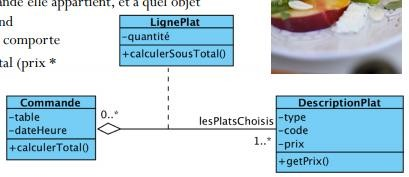 ande elle appartient, et à quel objet
nd
comporte
tal (prix *
LignePlat
-quantité
+calculerSousTotal()
Commande
-table
-dateHeure
+calculerTotal()
0..*
lesPlatsChoisis
1..*
DescriptionPlat
-type
-code
-prix
+getPrix()